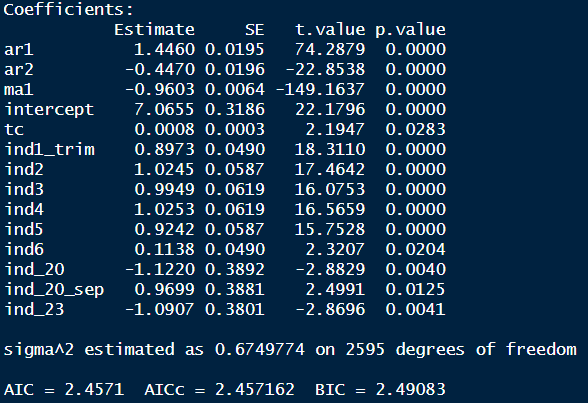 Coefficients:
Estimate SE t.value p.value
ar1 1.4460 0.0195 74.2879 0.0000
ar2 -0.4470 0.0196 -22.8538 0.0000
ma1 -0.9603 0.0064 -149.1637 0.0000
intercept 7.0655 0.3186 22.1796 0.0000
tc 0.0008 0.0003 2.1947 0.0283
ind1_trim 0.8973 0.0490 18.3110 0.0000
ind2 1.0245 0.0587 17.4642 0.0000
ind3 0.9949 0.0619 16.0753 0.0000
ind4 1.0253 0.0619 16.5659 0.0000
ind5 0.9242 0.0587 15.7528 0.0000
ind6 0.1138 0.0490 2.3207 0.0204
ind_20 -1.1220 0.3892 -2.8829 0.0040
ind_20_sep 0.9699 0.3881 2.4991 0.0125
ind_23 -1.0907 0.3801 -2.8696 0.0041
sigma^2 estimated as 0.6749774 on 2595 degrees of freedom
AIC = 2.4571 AICc = 2.457162 BIC = 2.49083